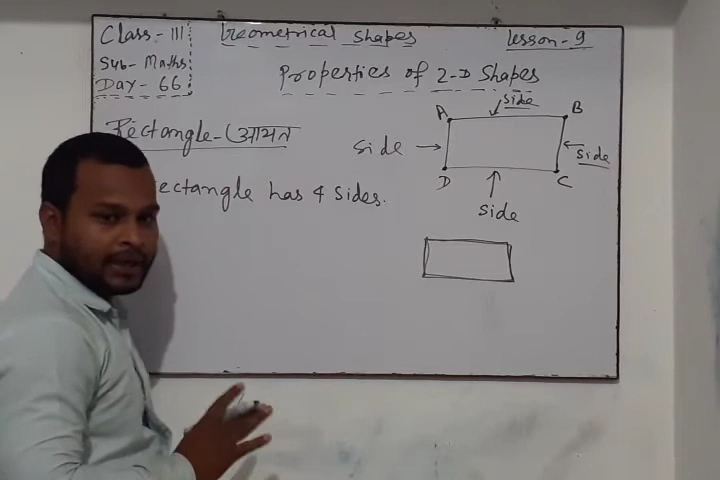 Class- III
Geometrical Shapes
Lesson - 9
Sub- Maths
Properties of 2-D Shapes
Day- 66
Rectangle- (आयत
A
side
B
side
side
D
C
side
ectangle has 4 sides.